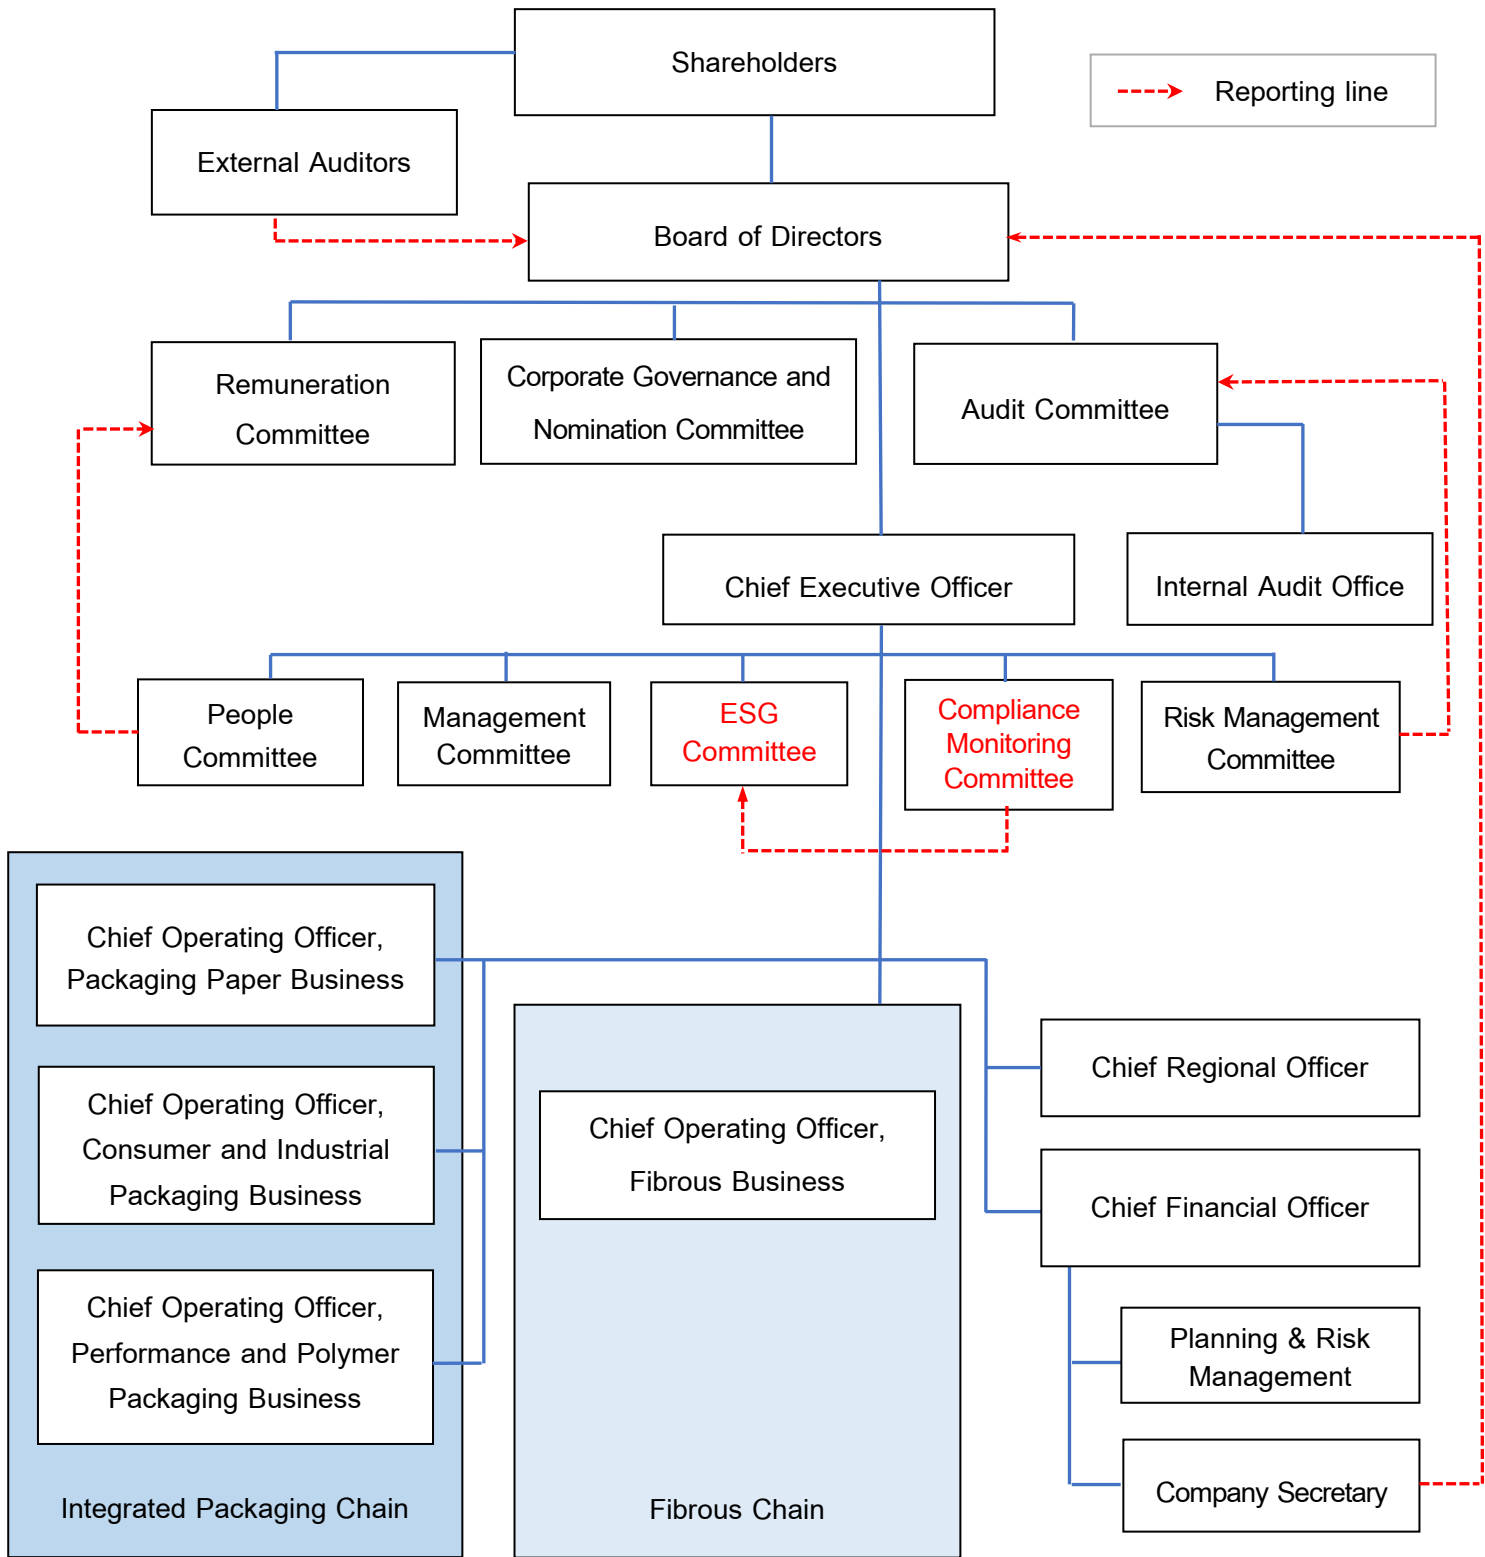 Shareholders
Reporting line
External Auditors
Board of Directors
Remuneration
Committee
Corporate Governance and
Nomination Committee
Audit Committee
Chief Executive Officer
Internal Audit Office
People
Committee
Management
Committee
ESG
Committee
Compliance
Monitoring
Committee
Risk Management
Committee
Chief Operating Officer,
Packaging Paper Business
Chief Operating Officer,
Consumer and Industrial
Packaging Business
Chief Operating Officer,
Performance and Polymer
Packaging Business
Integrated Packaging Chain
Chief Operating Officer,
Fibrous Business
Fibrous Chain
Chief Regional Officer
Chief Financial Officer
Planning & Risk
Management
Company Secretary